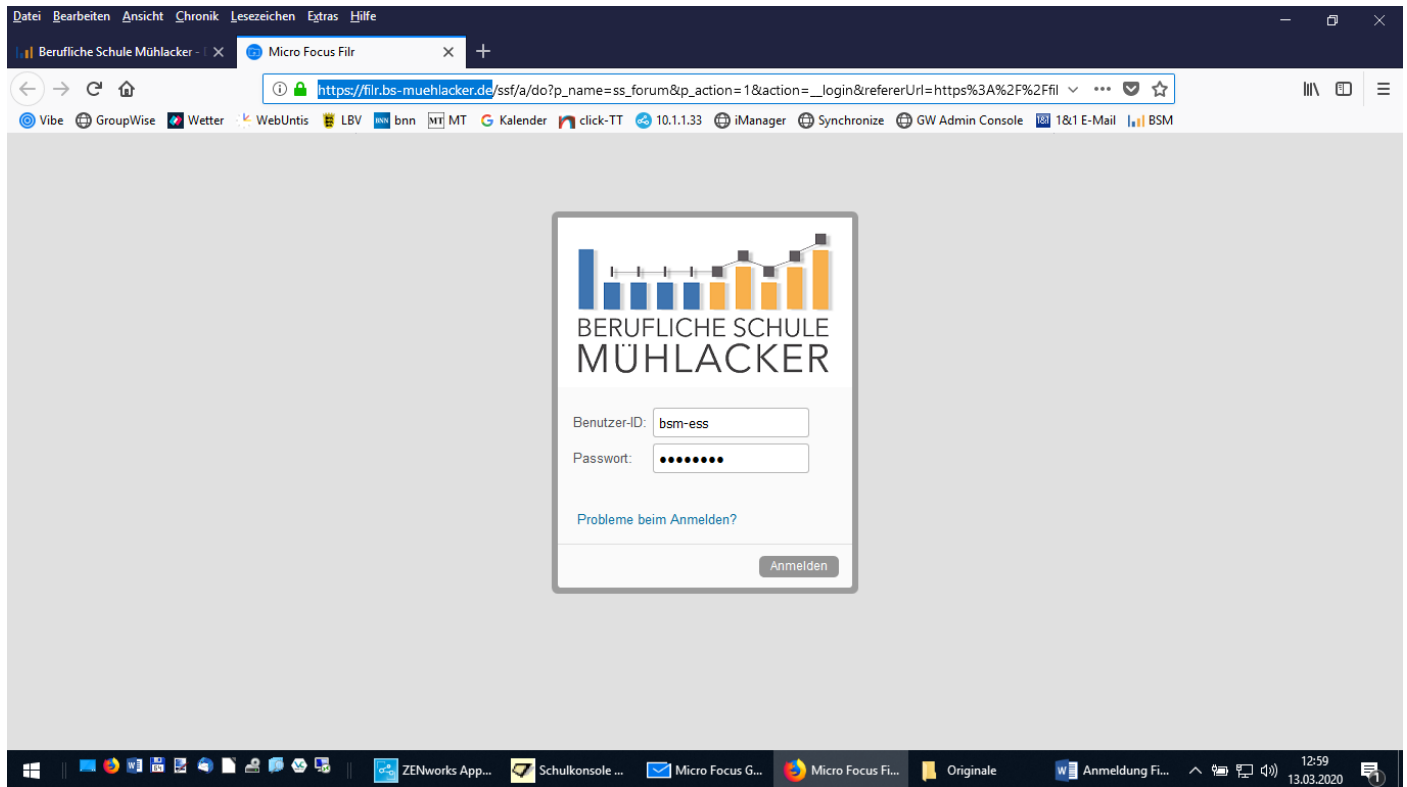 Datei Bearbeiten Ansicht Chronik Lesezeichen Extras Hilfe
Berufliche Schule Mühlacker - Micro Focus Filr
https://filr.bs-muehlacker.de/ssf/a/do?p_name=ss_forum&p_action=1&action=__login&refererUrl=https%3A%2F%2Ffil
Vibe GroupWise Wetter WebUntis LBV BNN bnn MT MT Kalender click-TT 10.1.1.33 iManager Synchronize GW Admin Console 1&1 1&1 E-Mail BSM
BERUFLICHE SCHULE
MÜHLACKER
Benutzer-ID: bsm-ess
Passwort: ••••••••
Probleme beim Anmelden?
Anmelden
ZENworks App... Schulkonsole ... Micro Focus G... Micro Focus Fi... Originale Anmeldung Fi... 12:59
13.03.2020